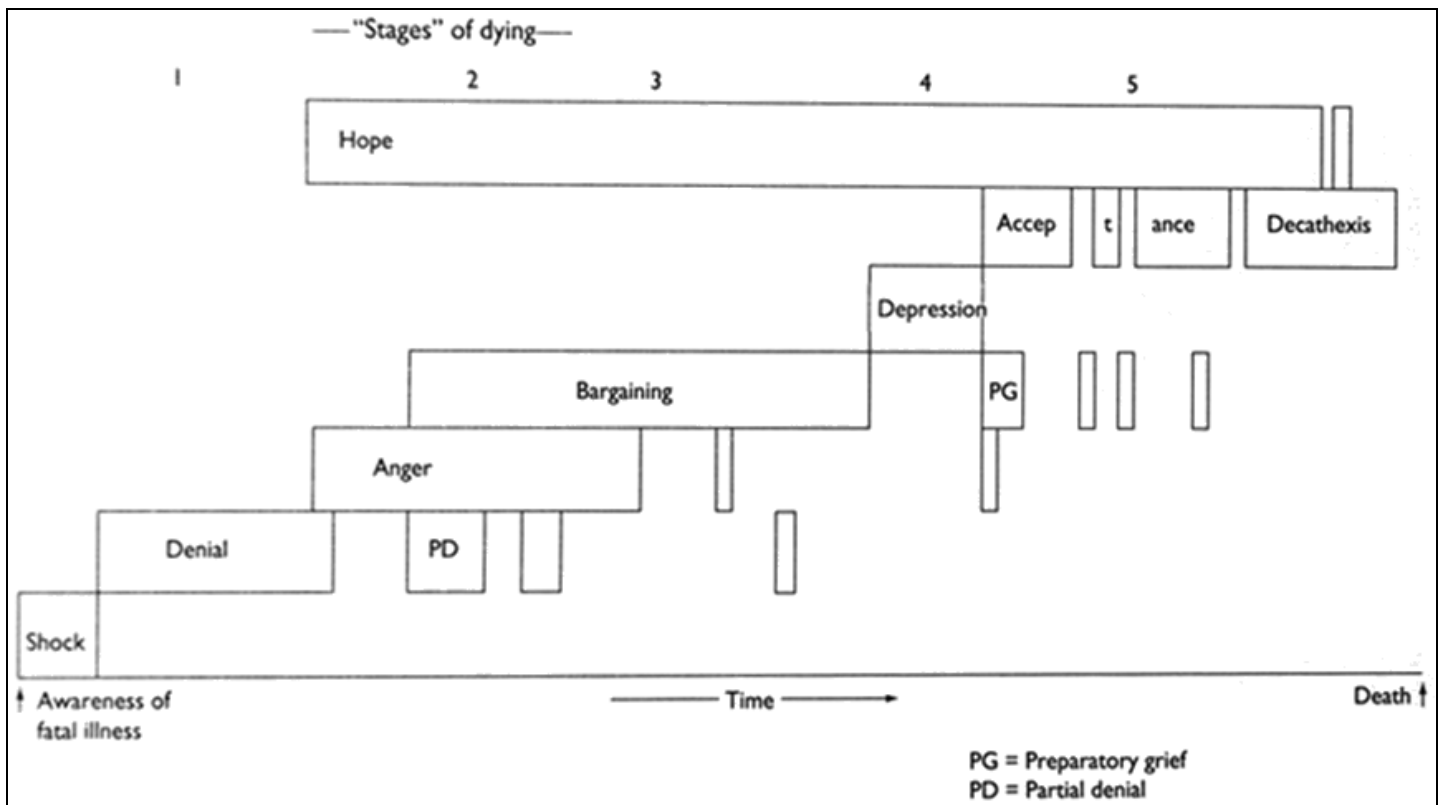 “Stages” of dying
1 2 3 4 5
Hope
Accep t ance Decathexis
Depression
Bargaining PG
Anger
Denial PD
Shock
Awareness of Time Death
fatal illness
PG = Preparatory grief
PD = Partial denial